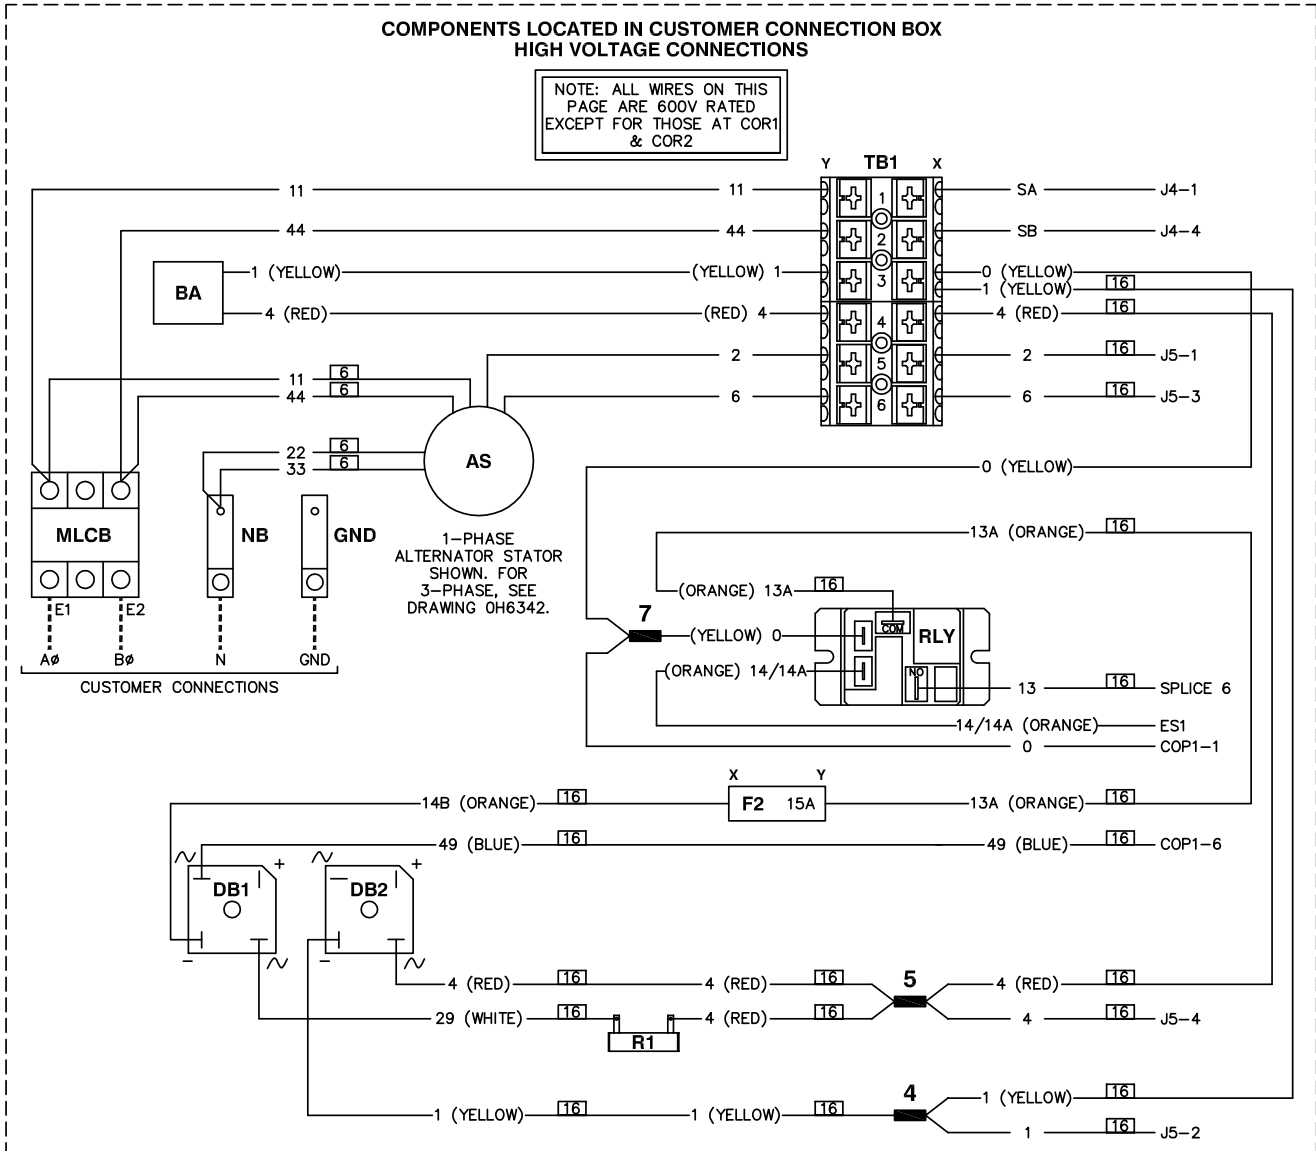 COMPONENTS LOCATED IN CUSTOMER CONNECTION BOX
HIGH VOLTAGE CONNECTIONS
NOTE: ALL WIRES ON THIS
PAGE ARE 600V RATED
EXCEPT FOR THOSE AT COR1
& COR2
Y TB1 X
11 11 1 SA J4-1
44 44 2 SB J4-4
BA
1 (YELLOW) (YELLOW) 1 3 0 (YELLOW)
1 (YELLOW) 16
4 (RED) (RED) 4 4 4 (RED) 16
2 5 2 16 J5-1
11 6
44 6 6 6 6 16 J5-3
22 6
33 6
AS
0 (YELLOW)
MLCB NB GND
1-PHASE
ALTERNATOR STATOR
SHOWN. FOR
3-PHASE, SEE
DRAWING 0H6342.
13A (ORANGE) 16
(ORANGE) 13A 16
E1 E2
7
COM
RLY
(YELLOW) 0
AØ BØ N GND
CUSTOMER CONNECTIONS
(ORANGE) 14/14A
NO
13 16 SPLICE 6
14/14A (ORANGE) ES1
0 COP1-1
X Y
14B (ORANGE) 16 F2 15A 13A (ORANGE) 16
49 (BLUE) 16 49 (BLUE) 16 COP1-6
∿ + ∿ +
DB1 DB2
- ∿ - ∿
4 (RED) 16 4 (RED) 16 5 4 (RED) 16
29 (WHITE) 16 R1 4 (RED) 16 4 16 J5-4
4
1 (YELLOW) 16
1 (YELLOW) 16 1 (YELLOW) 16
1 16 J5-2